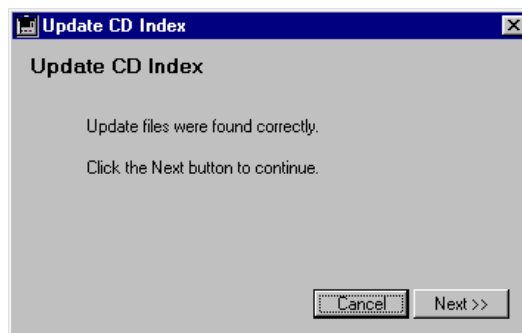 Update CD Index
Update CD Index
Update files were found correctly.
Click the Next button to continue.
Cancel Next >>